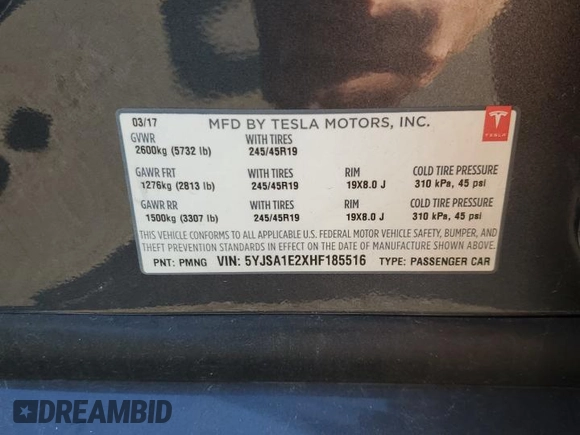 03/17 MFD BY TESLA MOTORS, INC.
TESLA
GVWR WITH TIRES
2600kg (5732 lb) 245/45R19
GAWR FRT WITH TIRES RIM COLD TIRE PRESSURE
1276kg (2813 lb) 245/45R19 19X8.0 J 310 kPa, 45 psi
GAWR RR WITH TIRES RIM COLD TIRE PRESSURE
1500kg (3307 lb) 245/45R19 19X8.0 J 310 kPa, 45 psi
THIS VEHICLE CONFORMS TO ALL APPLICABLE U.S. FEDERAL MOTOR VEHICLE SAFETY, BUMPER, AND
THEFT PREVENTION STANDARDS IN EFFECT ON THE DATE OF MANUFACTURE SHOWN ABOVE.
PNT: PMNG VIN: 5YJSA1E2XHF185516 TYPE: PASSENGER CAR
DREAMBID